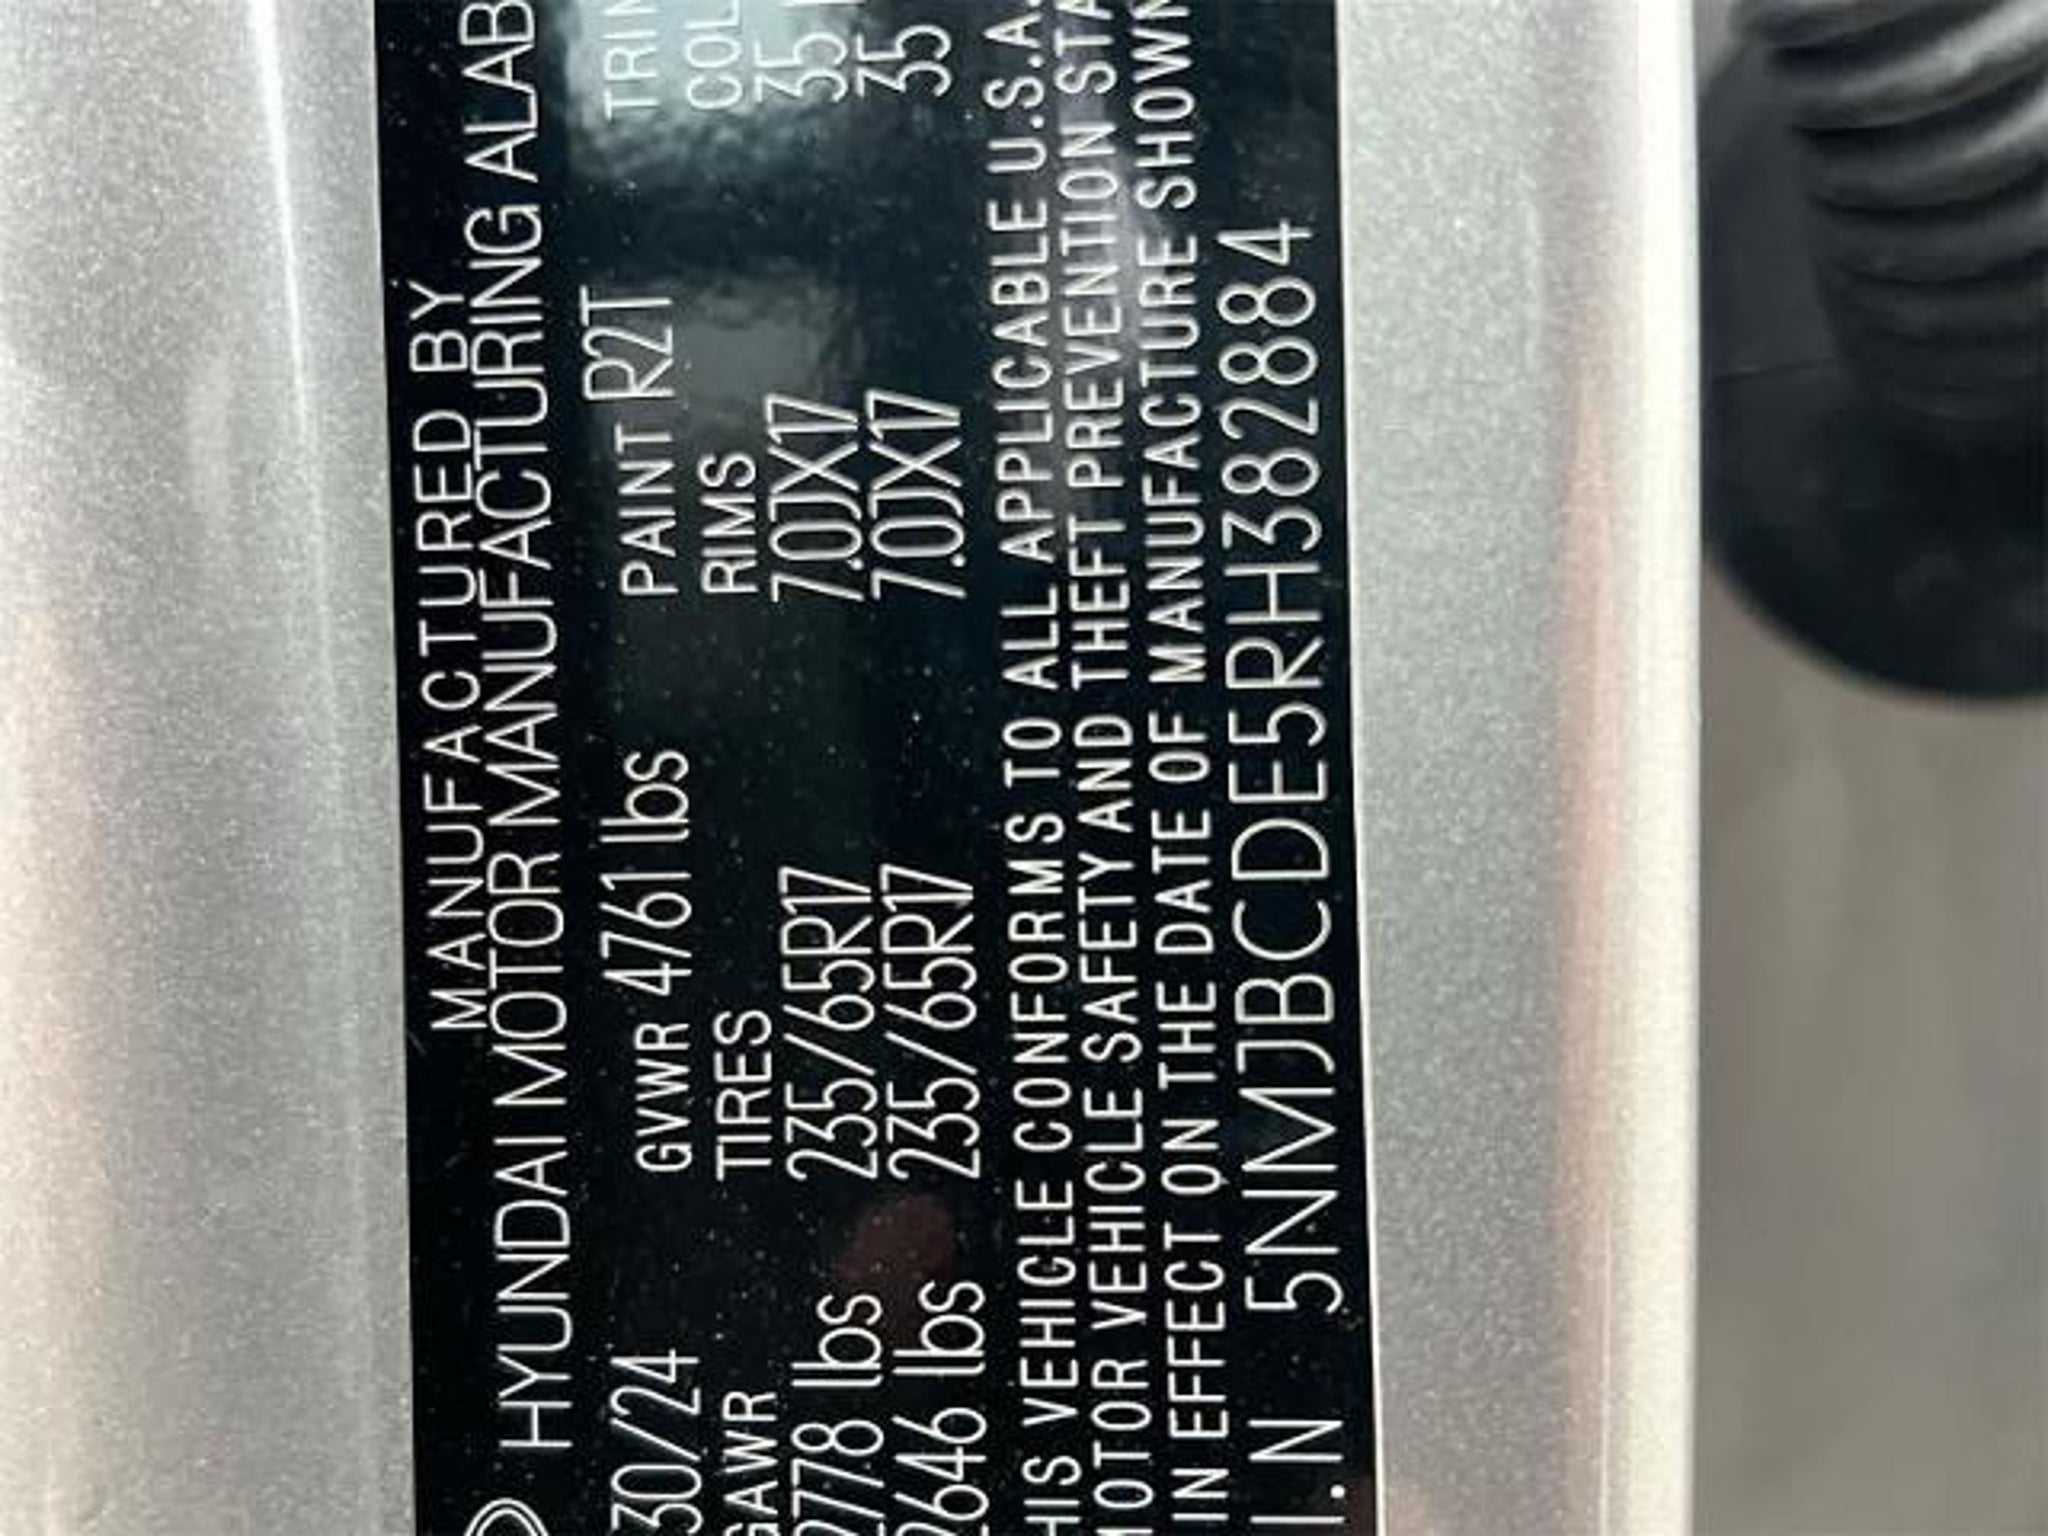 MANUFACTURED BY
HYUNDAI MOTOR MANUFACTURING ALAB
30/24 GVWR 4761 lbs PAINT R2T TRIM
GAWR TIRES RIMS COL
2778 lbs 235/65R17 7.0JX17 35
2646 lbs 235/65R17 7.0JX17 35
HIS VEHICLE CONFORMS TO ALL APPLICABLE U.S.A.
MOTOR VEHICLE SAFETY AND THEFT PREVENTION STA
IN EFFECT ON THE DATE OF MANUFACTURE SHOWN
I.N 5NMJBCDE5RH382884